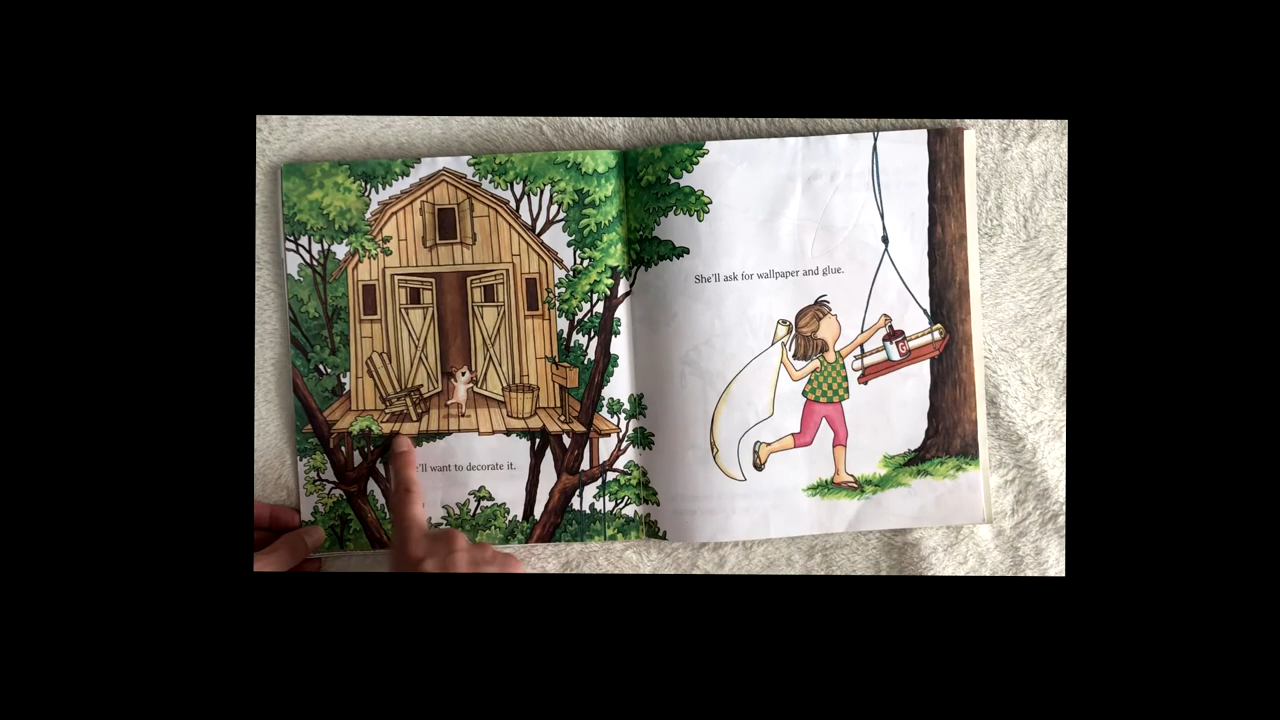 'll want to decorate it.
She'll ask for wallpaper and glue.
G